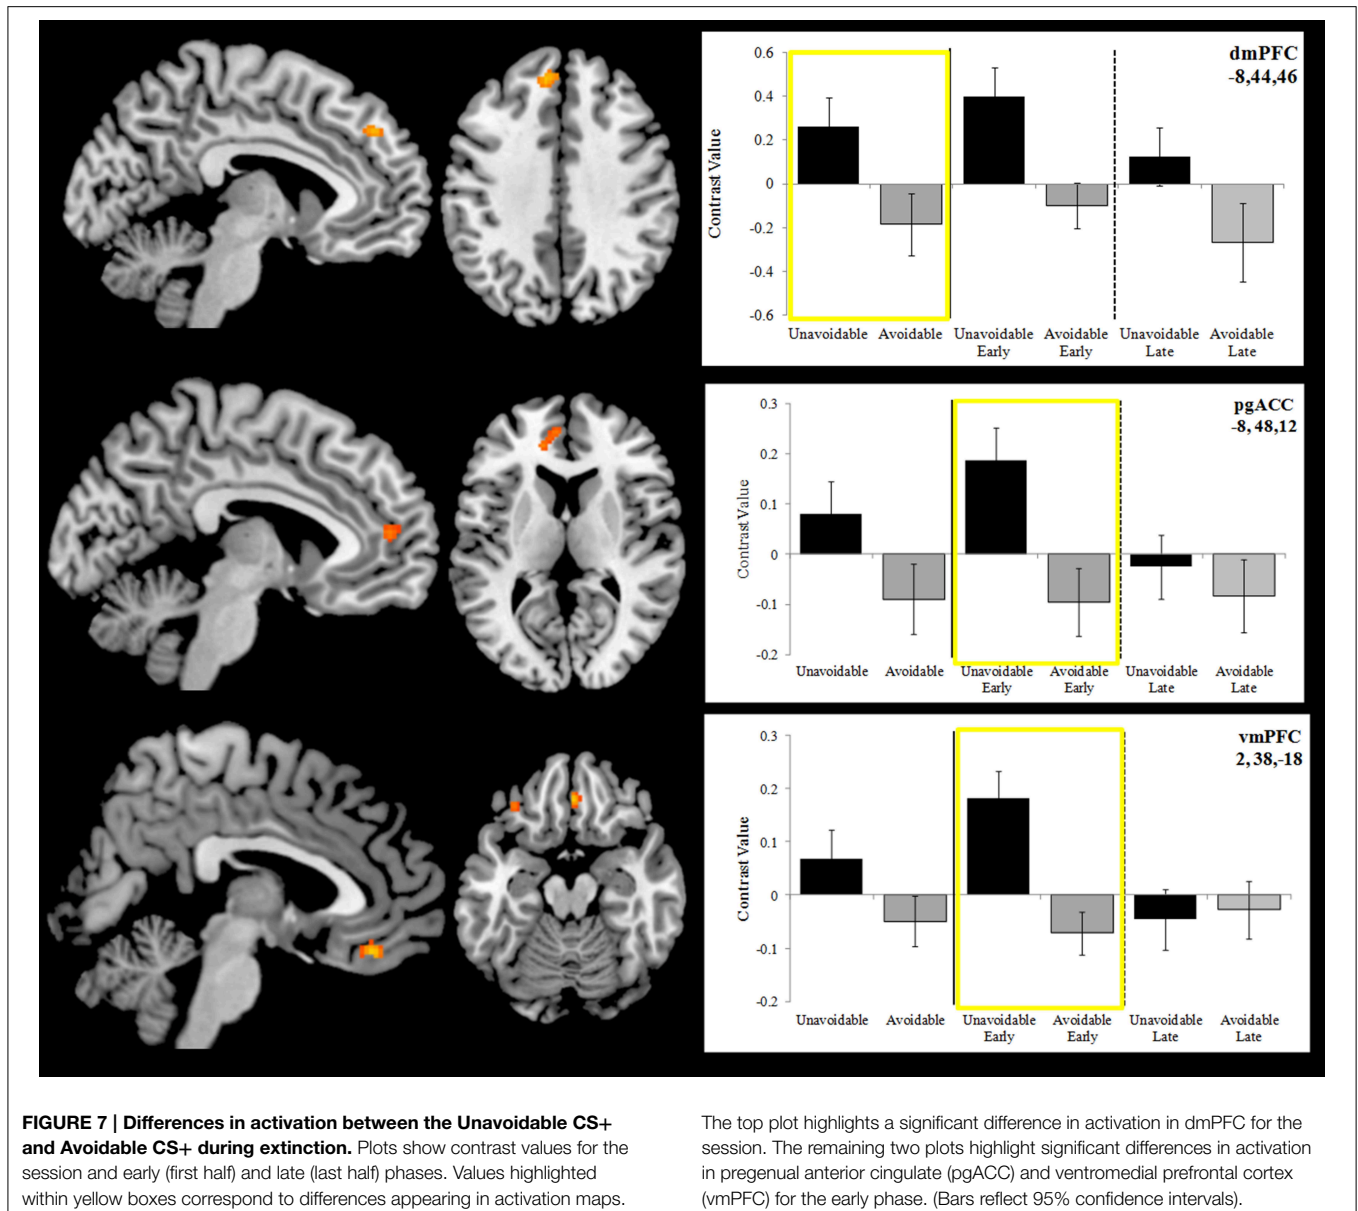 dmPFC
-8,44,46
0.6
0.4
0.2
0
-0.2
-0.4
-0.6
Contrast Value
Unavoidable Avoidable Unavoidable Avoidable Unavoidable Avoidable
Early Early Late Late
pgACC
-8, 48,12
0.3
0.2
0.1
0
-0.1
-0.2
Contrast Value
Unavoidable Avoidable Unavoidable Avoidable Unavoidable Avoidable
Early Early Late Late
vmPFC
2, 38,-18
0.3
0.2
0.1
0
-0.1
-0.2
Contrast Value
Unavoidable Avoidable Unavoidable Avoidable Unavoidable Avoidable
Early Early Late Late
FIGURE 7 | Differences in activation between the Unavoidable CS+
and Avoidable CS+ during extinction. Plots show contrast values for the
session and early (first half) and late (last half) phases. Values highlighted
within yellow boxes correspond to differences appearing in activation maps.
The top plot highlights a significant difference in activation in dmPFC for the
session. The remaining two plots highlight significant differences in activation
in pregenual anterior cingulate (pgACC) and ventromedial prefrontal cortex
(vmPFC) for the early phase. (Bars reflect 95% confidence intervals).